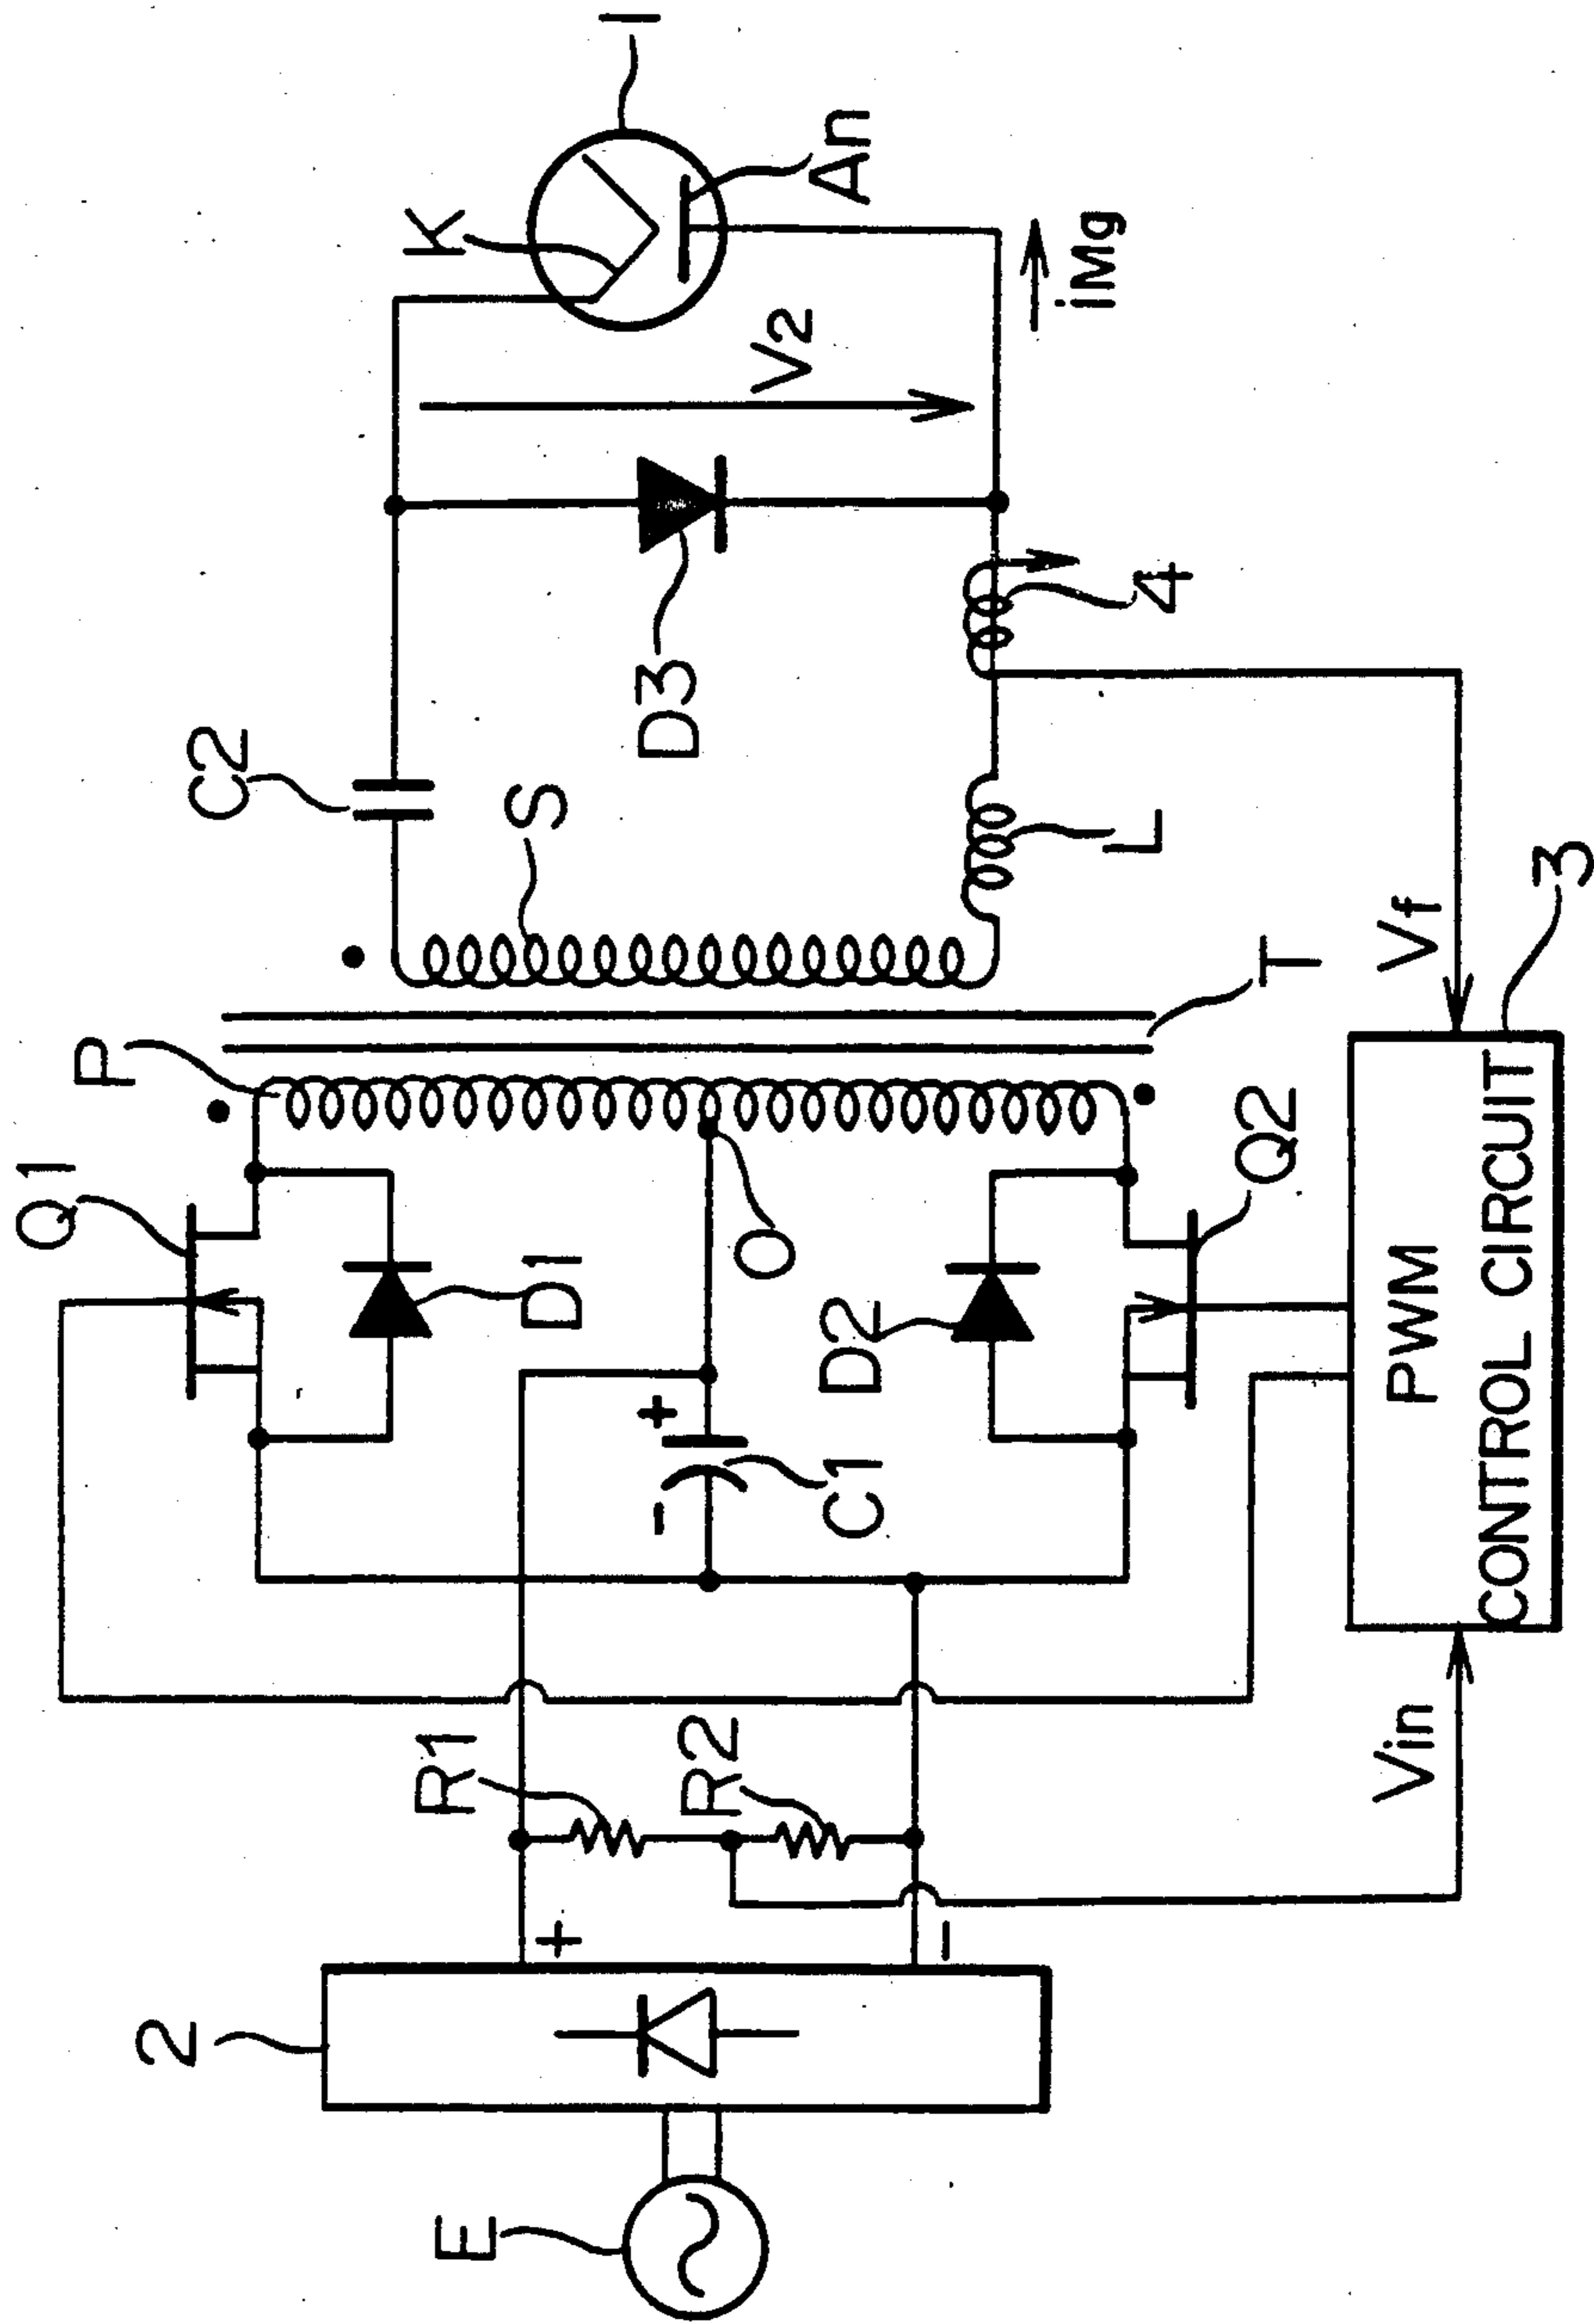 E
2
+
-
R1
R2
Vin
Q1
D1
-
+
C1
O
D2
Q2
PWM
CONTROL CIRCUIT
3
P
T
S
C2
L
Vf
D3
4
V2
K
An
iMg
1